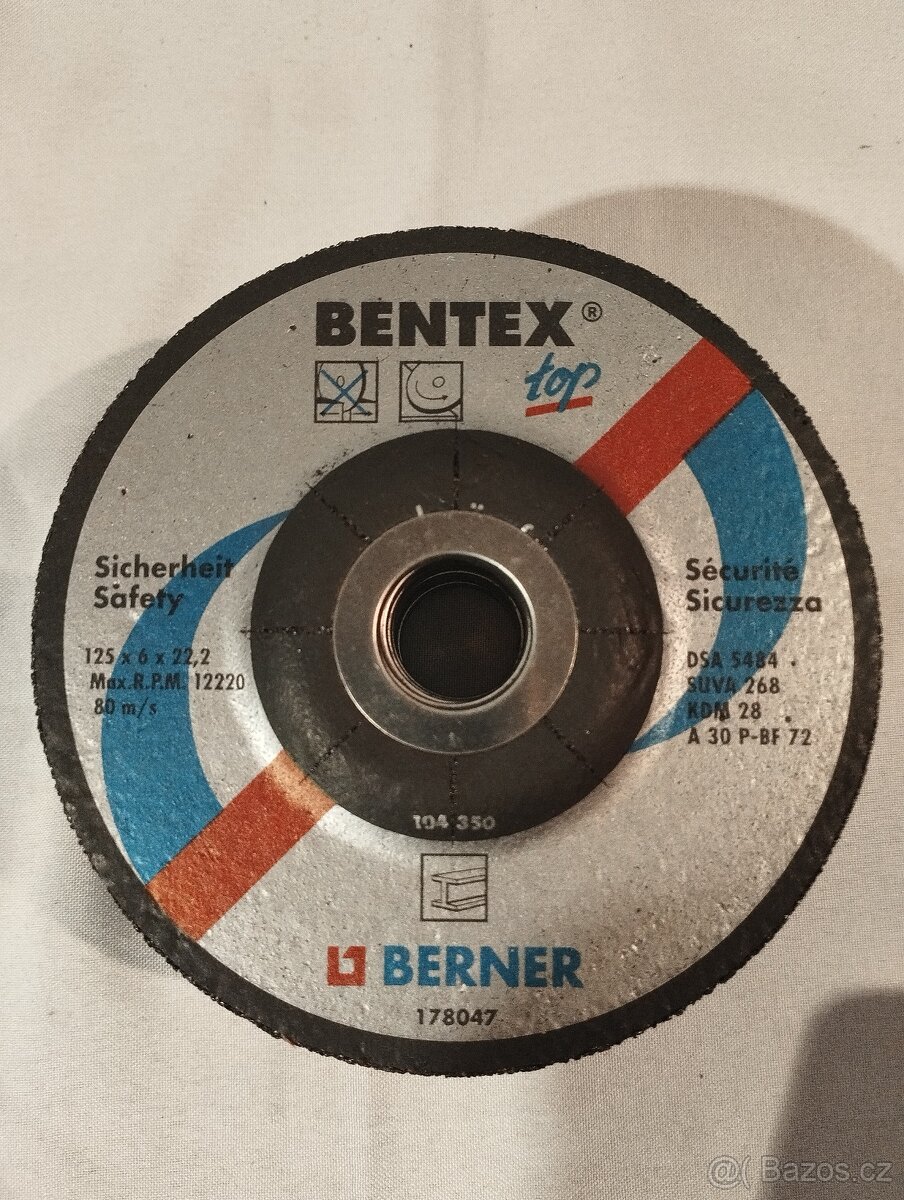 BENTEX®
top
Sicherheit
Safety
125 x 6 x 22,2
Max.R.P.M. 12220
80 m/s
Sécurité
Sicurezza
DSA 5484
SUVA 268
KDM 28
A 30 P-BF 72
104 350
BERNER
178047
@( Bazos.cz